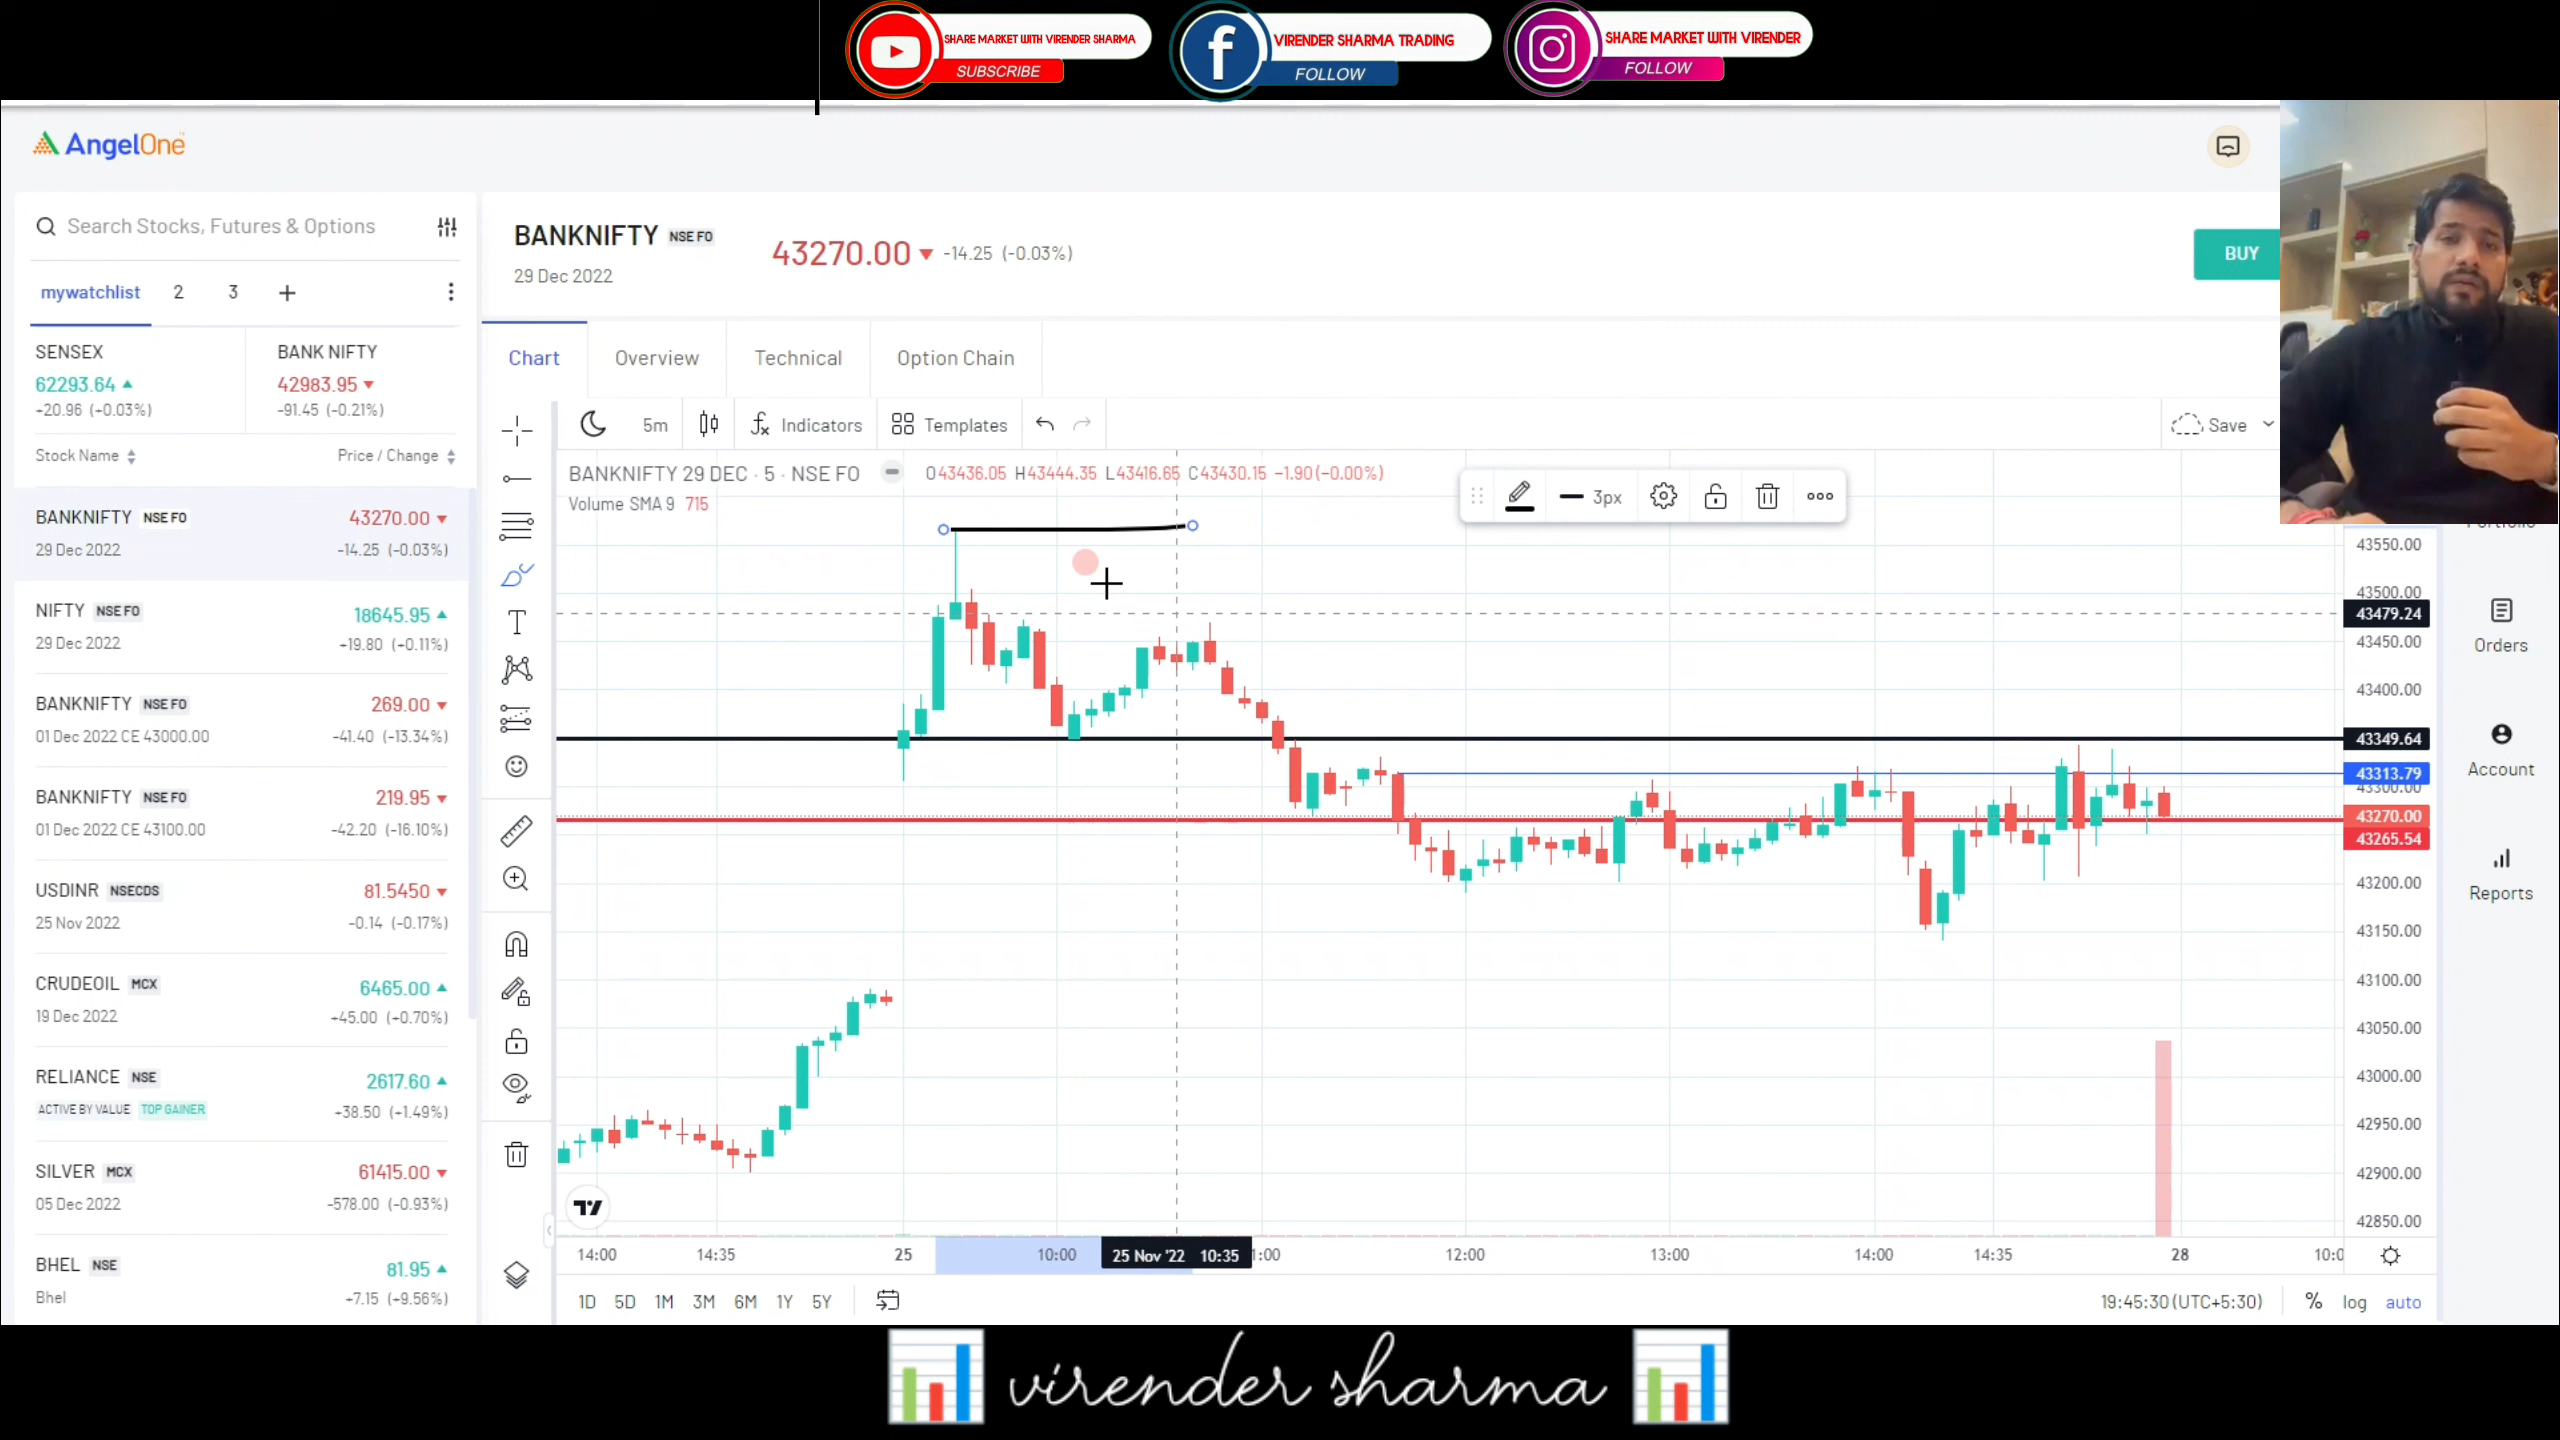 SHARE MARKET WITH VIRENDER SHARMA
SUBSCRIBE
VIRENDER SHARMA TRADING
FOLLOW
SHARE MARKET WITH VIRENDER
FOLLOW
AngelOne
Search Stocks, Futures & Options
mywatchlist 2 3 +
SENSEX
62293.64
+20.96 (+0.03%)
BANK NIFTY
42983.95
-91.45 (-0.21%)
Stock Name Price / Change
BANKNIFTY NSE FO 43270.00
29 Dec 2022 -14.25 (-0.03%)
NIFTY NSE FO 18645.95
29 Dec 2022 +19.80 (+0.11%)
BANKNIFTY NSE FO 269.00
01 Dec 2022 CE 43000.00 -41.40 (-13.34%)
BANKNIFTY NSE FO 219.95
01 Dec 2022 CE 43100.00 -42.20 (-16.10%)
USDINR NSECDS 81.5450
25 Nov 2022 -0.14 (-0.17%)
CRUDEOIL MCX 6465.00
19 Dec 2022 +45.00 (+0.70%)
RELIANCE NSE 2617.60
ACTIVE BY VALUE TOP GAINER +38.50 (+1.49%)
SILVER MCX 61415.00
05 Dec 2022 -578.00 (-0.93%)
BHEL NSE 81.95
Bhel +7.15 (+9.56%)
BANKNIFTY NSE FO
29 Dec 2022
43270.00 -14.25 (-0.03%)
BUY
Chart Overview Technical Option Chain
5m Indicators Templates Save
BANKNIFTY 29 DEC · 5 · NSE FO O43436.05 H43444.35 L43416.65 C43430.15 −1.90 (−0.00%)
Volume SMA 9 715
3px
43550.00
43500.00
43479.24
43450.00
43400.00
43349.64
43313.79
43300.00
43270.00
43265.54
43200.00
43150.00
43100.00
43050.00
43000.00
42950.00
42900.00
42850.00
14:00 14:35 25 10:00 25 Nov '22 10:35 1:00 12:00 13:00 14:00 14:35 28 10:0
1D 5D 1M 3M 6M 1Y 5Y
19:45:30 (UTC+5:30) % log auto
Orders
Account
Reports
virender sharma